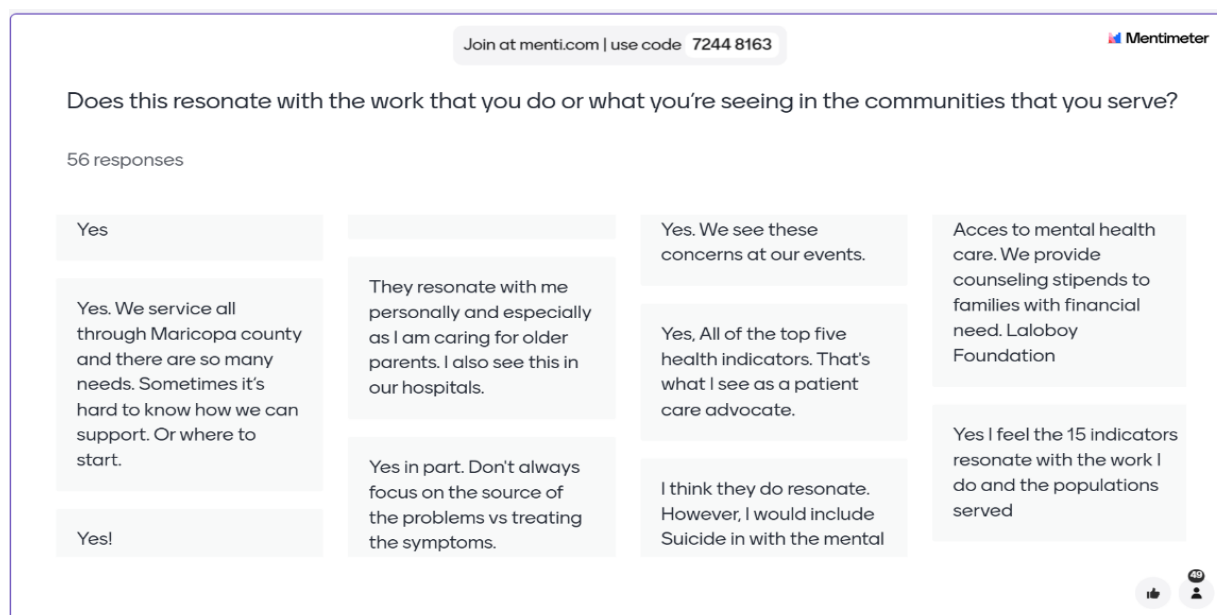 Join at menti.com | use code 7244 8163
Mentimeter
Does this resonate with the work that you do or what you're seeing in the communities that you serve?
56 responses
Yes
Yes. We service all
through Maricopa county
and there are so many
needs. Sometimes it's
hard to know how we can
support. Or where to
start.
Yes!
They resonate with me
personally and especially
as I am caring for older
parents. I also see this in
our hospitals.
Yes in part. Don't always
focus on the source of
the problems vs treating
the symptoms.
Yes. We see these
concerns at our events.
Yes, All of the top five
health indicators. That's
what I see as a patient
care advocate.
I think they do resonate.
However, I would include
Suicide in with the mental
Acces to mental health
care. We provide
counseling stipends to
families with financial
need. Laloboy
Foundation
Yes I feel the 15 indicators
resonate with the work I
do and the populations
served
49